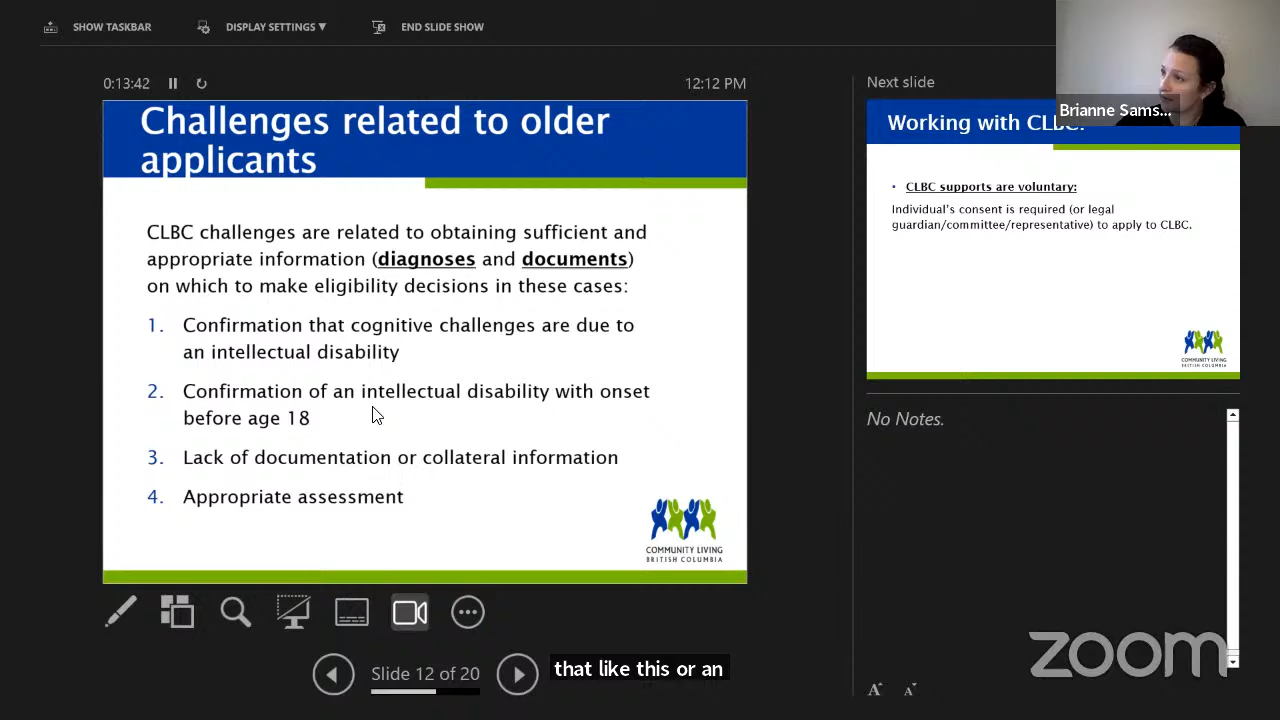 SHOW TASKBAR DISPLAY SETTINGS ▼ END SLIDE SHOW
0:13:42 12:12 PM
Challenges related to older
applicants
CLBC challenges are related to obtaining sufficient and
appropriate information (diagnoses and documents)
on which to make eligibility decisions in these cases:
1. Confirmation that cognitive challenges are due to
an intellectual disability
2. Confirmation of an intellectual disability with onset
before age 18
3. Lack of documentation or collateral information
4. Appropriate assessment
COMMUNITY LIVING
BRITISH COLUMBIA
Slide 12 of 20
that like this or an
Next slide
Brianne Sams...
Working with CLBC:
• CLBC supports are voluntary:
Individual's consent is required (or legal
guardian/committee/representative) to apply to CLBC.
COMMUNITY LIVING
BRITISH COLUMBIA
No Notes.
zoom
A A